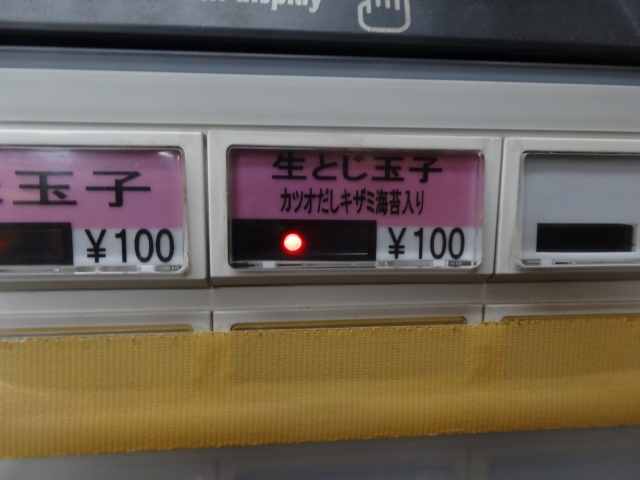 display
玉子
¥100
生とじ玉子
カツオだしキザミ海苔入り
¥100